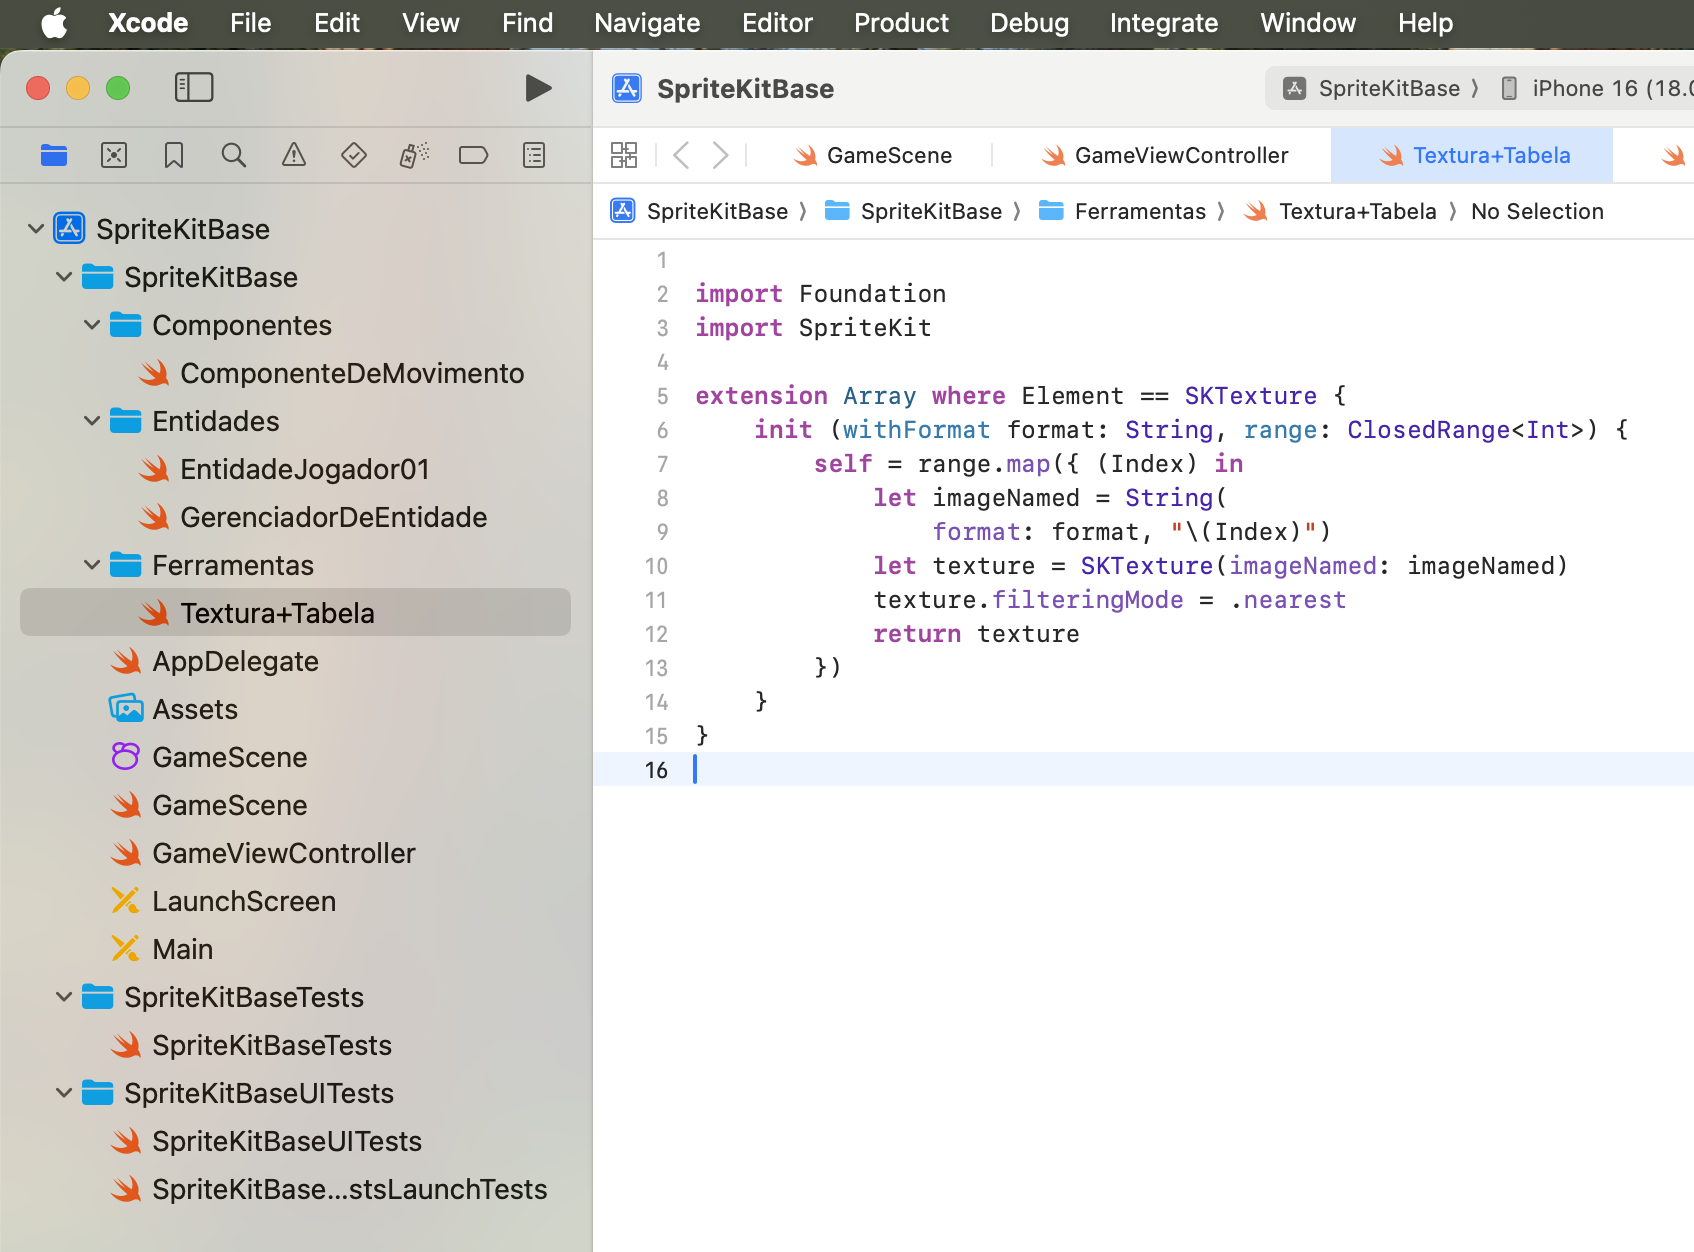 Xcode File Edit View Find Navigate Editor Product Debug Integrate Window Help
SpriteKitBase
SpriteKitBase 〉 iPhone 16 (18.0
GameScene
GameViewController
Textura+Tabela
SpriteKitBase 〉 SpriteKitBase 〉 Ferramentas 〉 Textura+Tabela 〉 No Selection
SpriteKitBase
SpriteKitBase
Componentes
ComponenteDeMovimento
Entidades
EntidadeJogador01
GerenciadorDeEntidade
Ferramentas
Textura+Tabela
AppDelegate
Assets
GameScene
GameScene
GameViewController
LaunchScreen
Main
SpriteKitBaseTests
SpriteKitBaseTests
SpriteKitBaseUITests
SpriteKitBaseUITests
SpriteKitBase...stsLaunchTests
1
2 import Foundation
3 import SpriteKit
4
5 extension Array where Element == SKTexture {
6     init (withFormat format: String, range: ClosedRange<Int>) {
7         self = range.map({ (Index) in
8             let imageNamed = String(
9                 format: format, "\(Index)")
10             let texture = SKTexture(imageNamed: imageNamed)
11             texture.filteringMode = .nearest
12             return texture
13         })
14     }
15 }
16